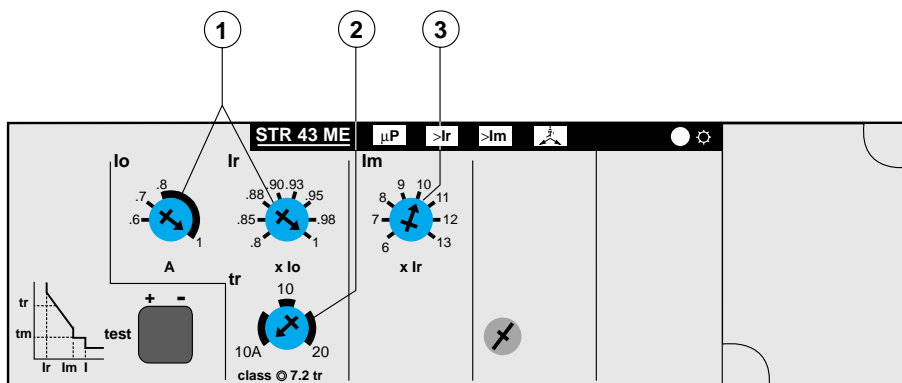 1
2
3
STR 43 ME
µP
>Ir
>Im
Io
Ir
Im
.6
.7
.8
1
A
.8
.85
.88
.90
.93
.95
.98
1
x Io
6
7
8
9
10
11
12
13
x Ir
tr
10A
10
20
class ◎ 7.2 tr
tr
tm
Ir
Im
I
test
+
-